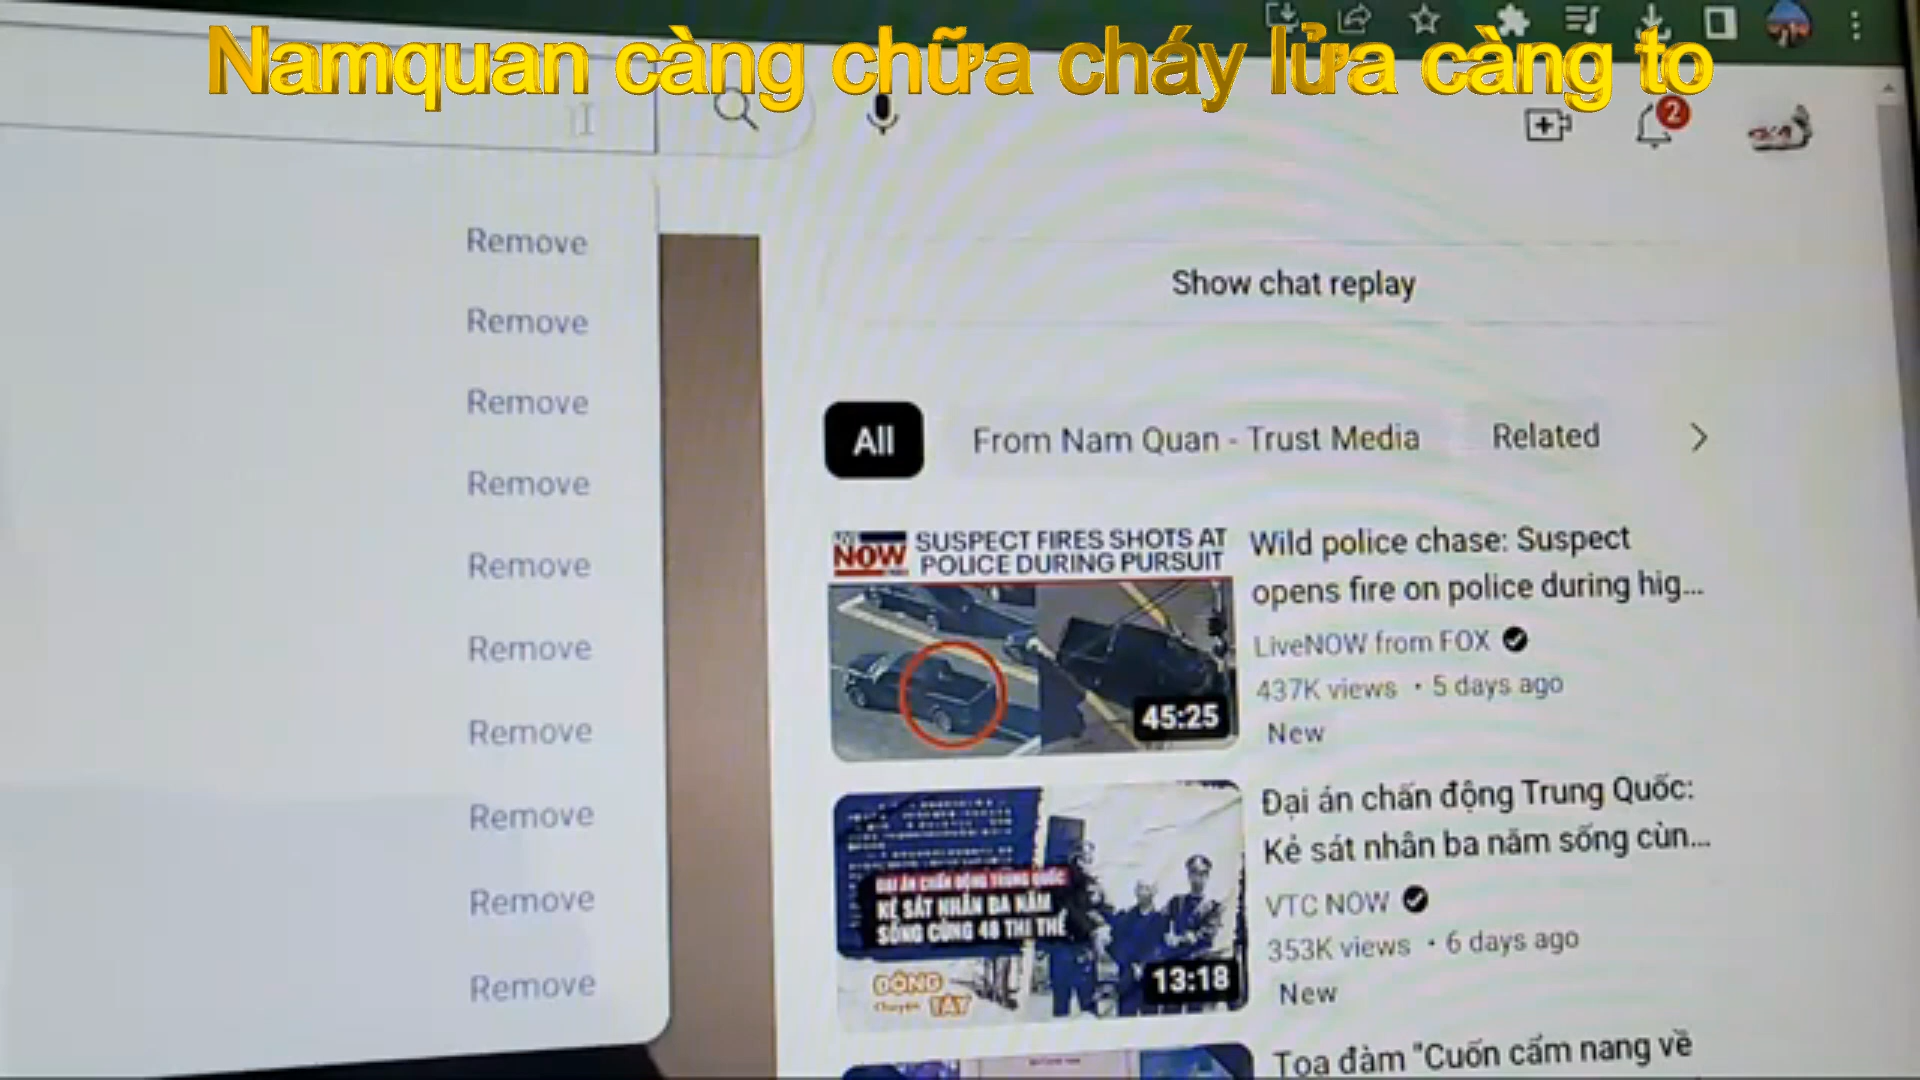 Namquan càng chữa cháy lửa càng to
2
Remove
Remove
Remove
Remove
Remove
Remove
Remove
Remove
Remove
Remove
Show chat replay
All
From Nam Quan - Trust Media
Related
NOW
SUSPECT FIRES SHOTS AT
POLICE DURING PURSUIT
45:25
Wild police chase: Suspect
opens fire on police during hig...
LiveNOW from FOX
437K views • 5 days ago
New
ĐẠI ÁN CHẤN ĐỘNG TRUNG QUỐC
KẺ SÁT NHÂN BA NĂM
SỐNG CÙNG 48 THI THỂ
ĐÔNG
Chuyện TÂY
13:18
Đại án chấn động Trung Quốc:
Kẻ sát nhân ba năm sống cùn...
VTC NOW
353K views • 6 days ago
New
Tọa đàm "Cuốn cẩm nang về